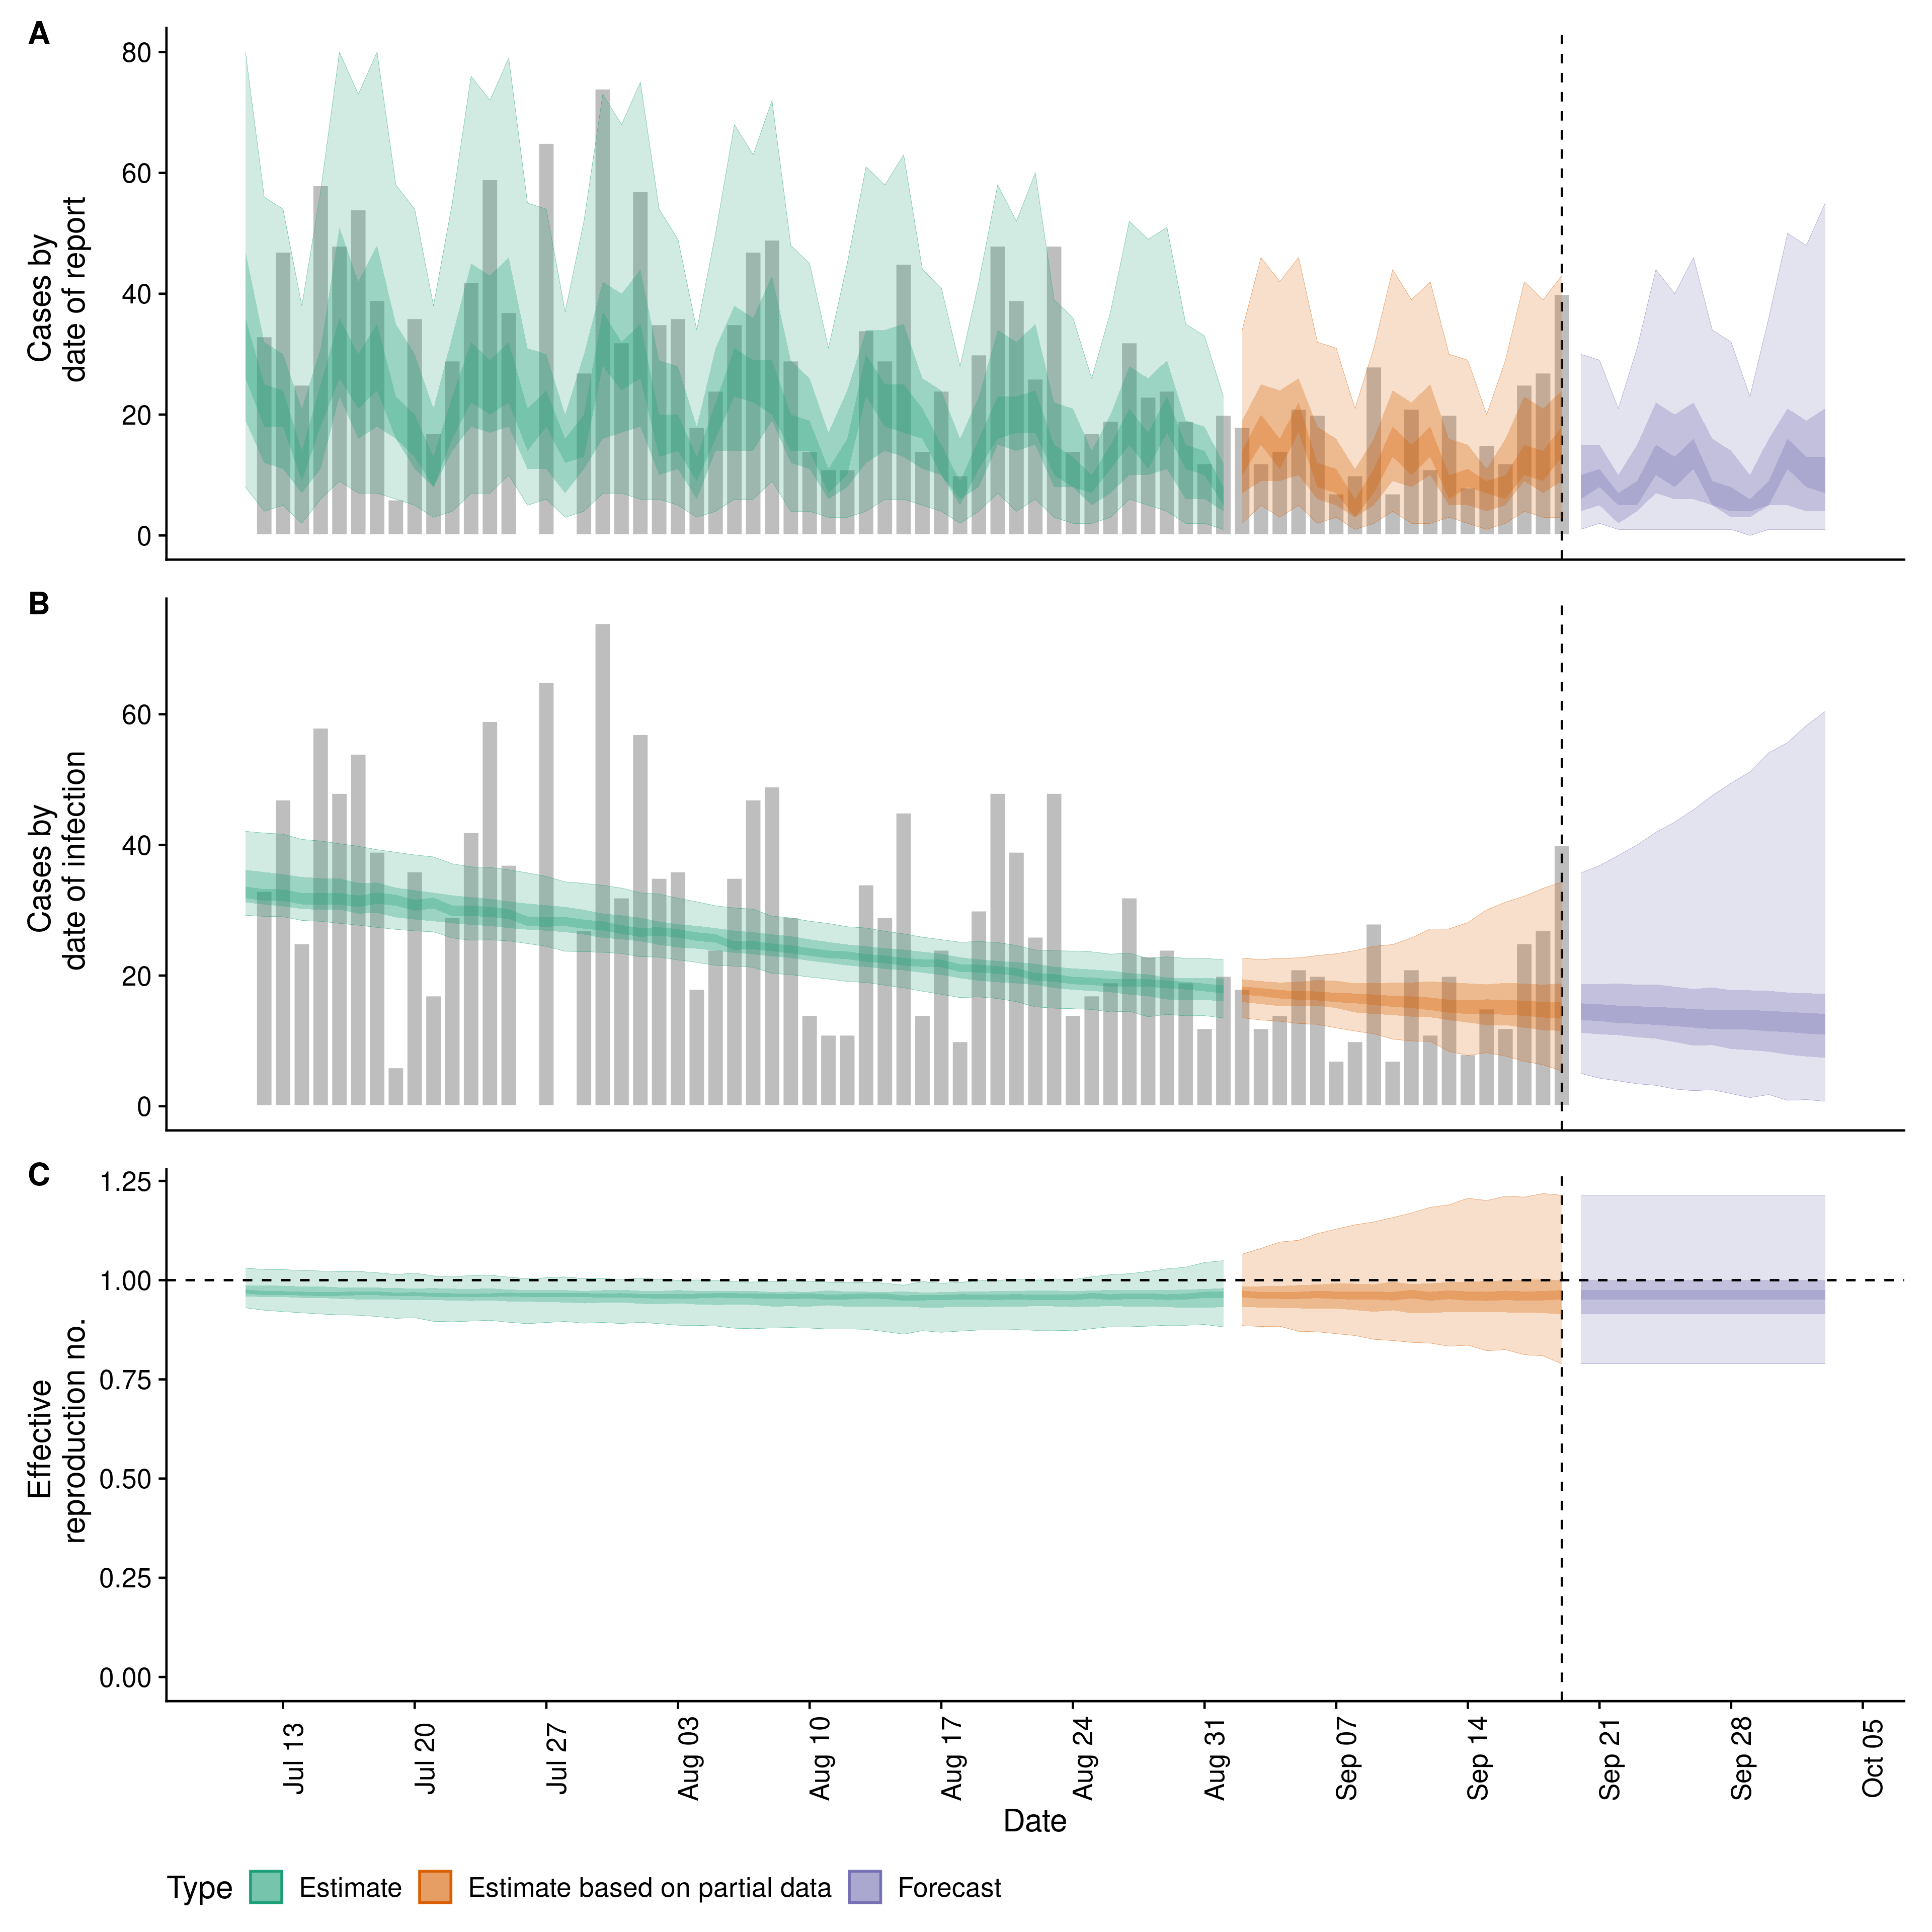 A
Cases by
date of report
80
60
40
20
0
B
Cases by
date of infection
60
40
20
0
C
Effective
reproduction no.
1.25
1.00
0.75
0.50
0.25
0.00
Jul 13
Jul 20
Jul 27
Aug 03
Aug 10
Aug 17
Aug 24
Aug 31
Sep 07
Sep 14
Sep 21
Sep 28
Oct 05
Date
Type Estimate Estimate based on partial data Forecast